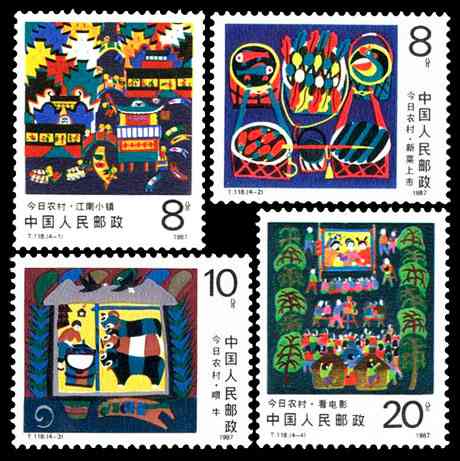 今日农村·江南小镇
中国人民邮政
8分
T.118.(4-1)
1987
8分
今日农村·新菜上市
中国人民邮政
T.118.(4-2)
1987
10分
今日农村·喂牛
中国人民邮政
T.118.(4-3)
1987
今日农村·看电影
中国人民邮政
20分
T.118.(4-4)
1987